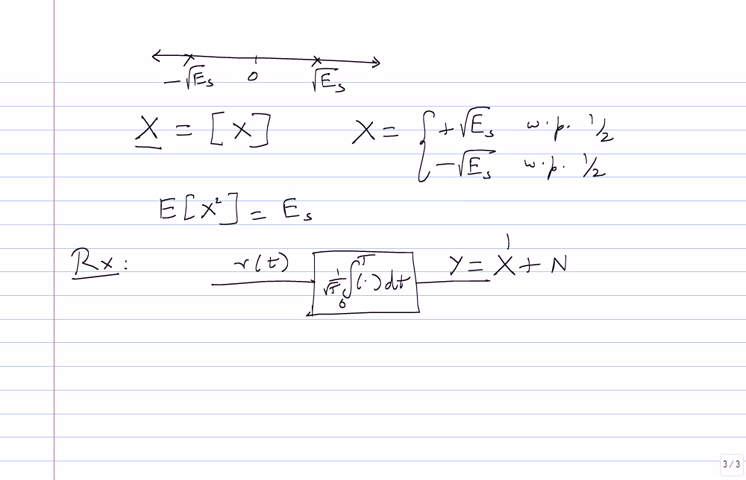 -√Es 0 √Es
X = [X] X = { +√Es w.p. 1/2
-√Es w.p. 1/2
E[X²] = Es
Rx: r(t) 1/√T ∫₀ᵀ (.) dt Y = X + N
3 / 3